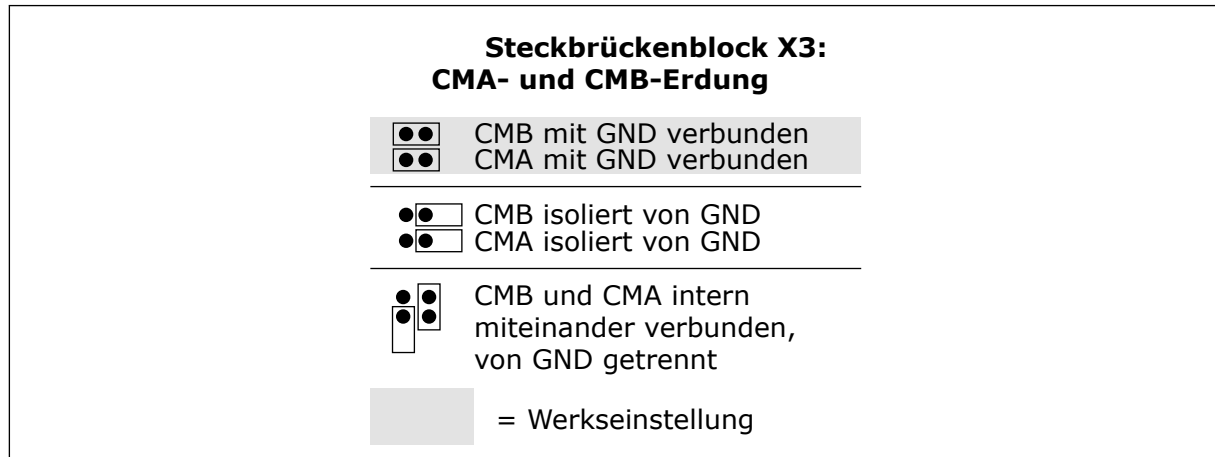 Steckbrückenblock X3:
CMA- und CMB-Erdung
CMB mit GND verbunden
CMA mit GND verbunden
CMB isoliert von GND
CMA isoliert von GND
CMB und CMA intern
miteinander verbunden,
von GND getrennt
= Werkseinstellung